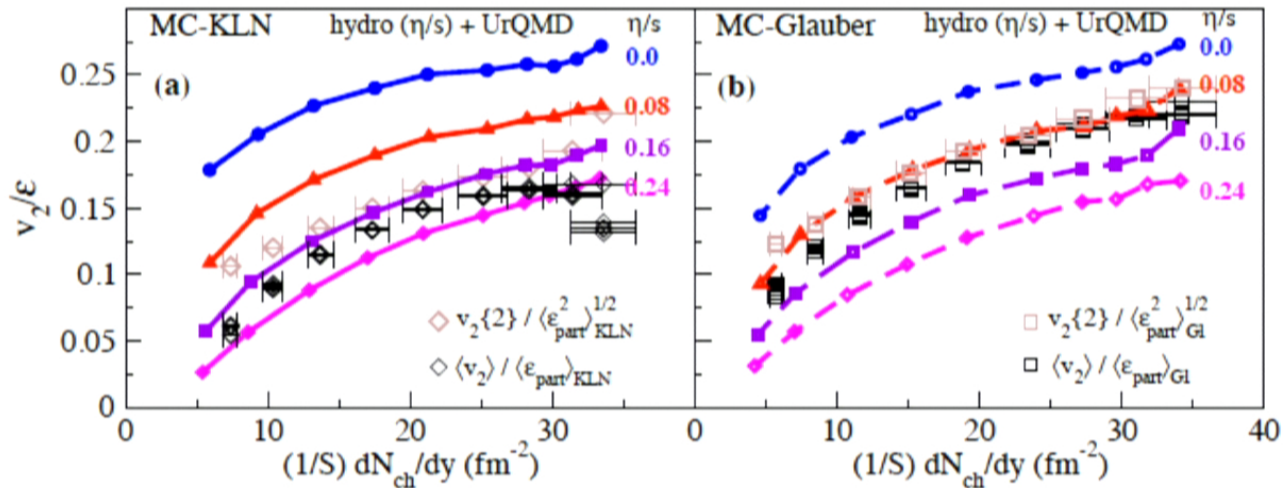 MC-KLN hydro (η/s) + UrQMD η/s
(a)
0.0
0.08
0.16
0.24
v₂{2} / ⟨ε²part⟩^1/2 KLN
⟨v₂⟩ / ⟨εpart⟩KLN
v₂/ε
0.25
0.2
0.15
0.1
0.05
0
0 10 20 30
(1/S) dNch/dy (fm⁻²)
MC-Glauber hydro (η/s) + UrQMD η/s
(b)
0.0
0.08
0.16
0.24
v₂{2} / ⟨ε²part⟩^1/2 Gl
⟨v₂⟩ / ⟨εpart⟩Gl
0 10 20 30 40
(1/S) dNch/dy (fm⁻²)